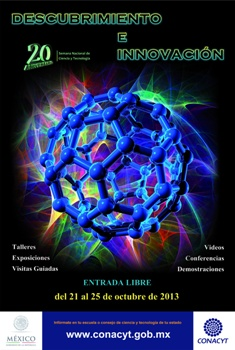 DESCUBRIMIENTO
E
INNOVACIÓN
20
ANIVERSARIO
Semana Nacional de
Ciencia y Tecnología
Talleres
Exposiciones
Visitas Guiadas
Videos
Conferencias
Demostraciones
ENTRADA LIBRE
del 21 al 25 de octubre de 2013
Infórmate en tu escuela o consejo de ciencia y tecnología de tu estado
www.conacyt.gob.mx
MÉXICO
CONACYT